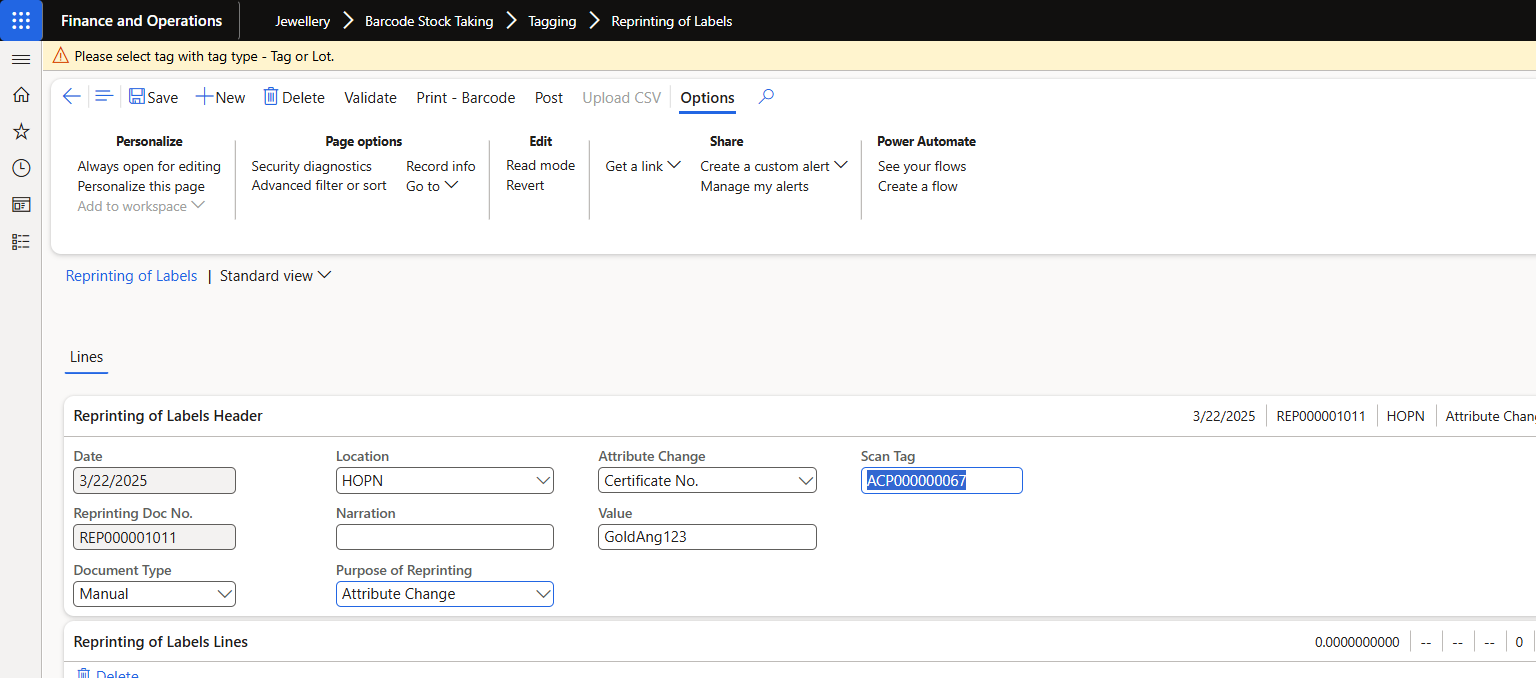 Finance and Operations Jewellery Barcode Stock Taking Tagging Reprinting of Labels
Please select tag with tag type - Tag or Lot.
Save New Delete Validate Print - Barcode Post Upload CSV Options
Personalize Page options Edit Share Power Automate
Always open for editing Security diagnostics Record info Read mode Get a link Create a custom alert See your flows
Personalize this page Advanced filter or sort Go to Revert Manage my alerts Create a flow
Add to workspace
Reprinting of Labels | Standard view
Lines
Reprinting of Labels Header 3/22/2025 REP000001011 HOPN
Date Location Attribute Change Scan Tag
3/22/2025 HOPN Certificate No. ACP000000067
Reprinting Doc No. Narration Value
REP000001011 GoldAng123
Document Type Purpose of Reprinting
Manual Attribute Change
Reprinting of Labels Lines 0.0000000000 -- -- -- 0
Delete